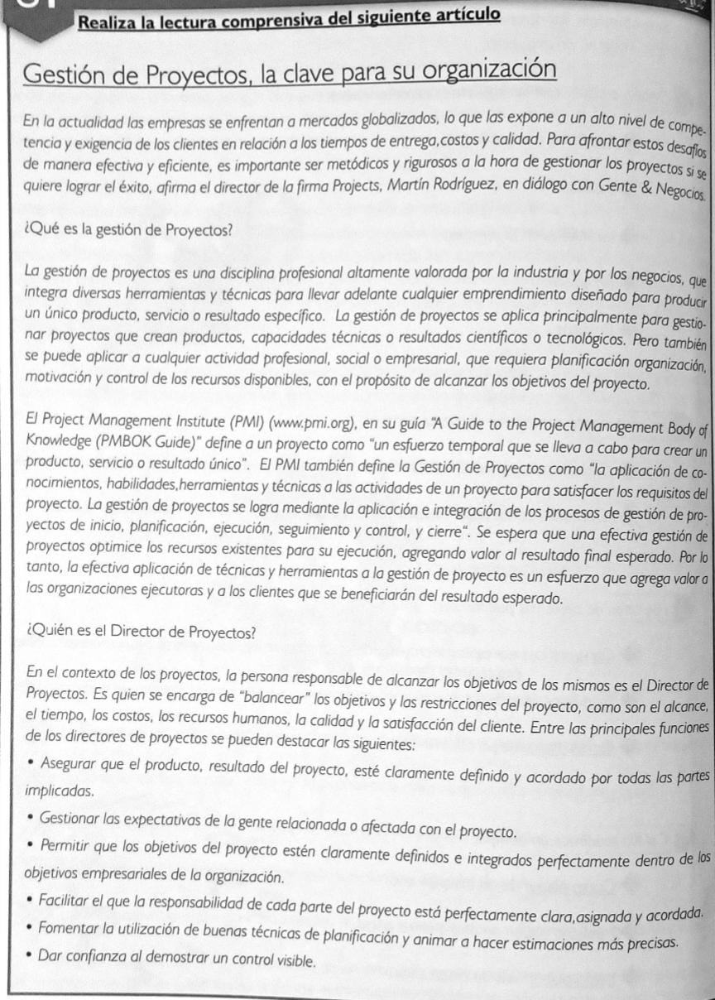 Realiza la lectura comprensiva del siguiente artículo
Gestión de Proyectos, la clave para su organización
En la actualidad las empresas se enfrentan a mercados globalizados, lo que las expone a un alto nivel de compe-
tencia y exigencia de los clientes en relación a los tiempos de entrega,costos y calidad. Para afrontar estos desafíos
de manera efectiva y eficiente, es importante ser metódicos y rigurosos a la hora de gestionar los proyectos si se
quiere lograr el éxito, afirma el director de la firma Projects, Martín Rodríguez, en diálogo con Gente & Negocios.
¿Qué es la gestión de Proyectos?
La gestión de proyectos es una disciplina profesional altamente valorada por la industria y por los negocios, que
integra diversas herramientas y técnicas para llevar adelante cualquier emprendimiento diseñado para producir
un único producto, servicio o resultado específico. La gestión de proyectos se aplica principalmente para gestio-
nar proyectos que crean productos, capacidades técnicas o resultados científicos o tecnológicos. Pero también
se puede aplicar a cualquier actividad profesional, social o empresarial, que requiera planificación organización,
motivación y control de los recursos disponibles, con el propósito de alcanzar los objetivos del proyecto.
El Project Management Institute (PMI) (www.pmi.org), en su guía "A Guide to the Project Management Body of
Knowledge (PMBOK Guide)" define a un proyecto como "un esfuerzo temporal que se lleva a cabo para crear un
producto, servicio o resultado único". El PMI también define la Gestión de Proyectos como "la aplicación de co-
nocimientos, habilidades,herramientas y técnicas a las actividades de un proyecto para satisfacer los requisitos del
proyecto. La gestión de proyectos se logra mediante la aplicación e integración de los procesos de gestión de pro-
yectos de inicio, planificación, ejecución, seguimiento y control, y cierre". Se espera que una efectiva gestión de
proyectos optimice los recursos existentes para su ejecución, agregando valor al resultado final esperado. Por lo
tanto, la efectiva aplicación de técnicas y herramientas a la gestión de proyecto es un esfuerzo que agrega valor a
las organizaciones ejecutoras y a los clientes que se beneficiarán del resultado esperado.
¿Quién es el Director de Proyectos?
En el contexto de los proyectos, la persona responsable de alcanzar los objetivos de los mismos es el Director de
Proyectos. Es quien se encarga de "balancear" los objetivos y las restricciones del proyecto, como son el alcance,
el tiempo, los costos, los recursos humanos, la calidad y la satisfacción del cliente. Entre las principales funciones
de los directores de proyectos se pueden destacar las siguientes:
• Asegurar que el producto, resultado del proyecto, esté claramente definido y acordado por todas las partes
implicadas.
• Gestionar las expectativas de la gente relacionada o afectada con el proyecto.
• Permitir que los objetivos del proyecto estén claramente definidos e integrados perfectamente dentro de los
objetivos empresariales de la organización.
• Facilitar el que la responsabilidad de cada parte del proyecto está perfectamente clara,asignada y acordada.
• Fomentar la utilización de buenas técnicas de planificación y animar a hacer estimaciones más precisas.
• Dar confianza al demostrar un control visible.